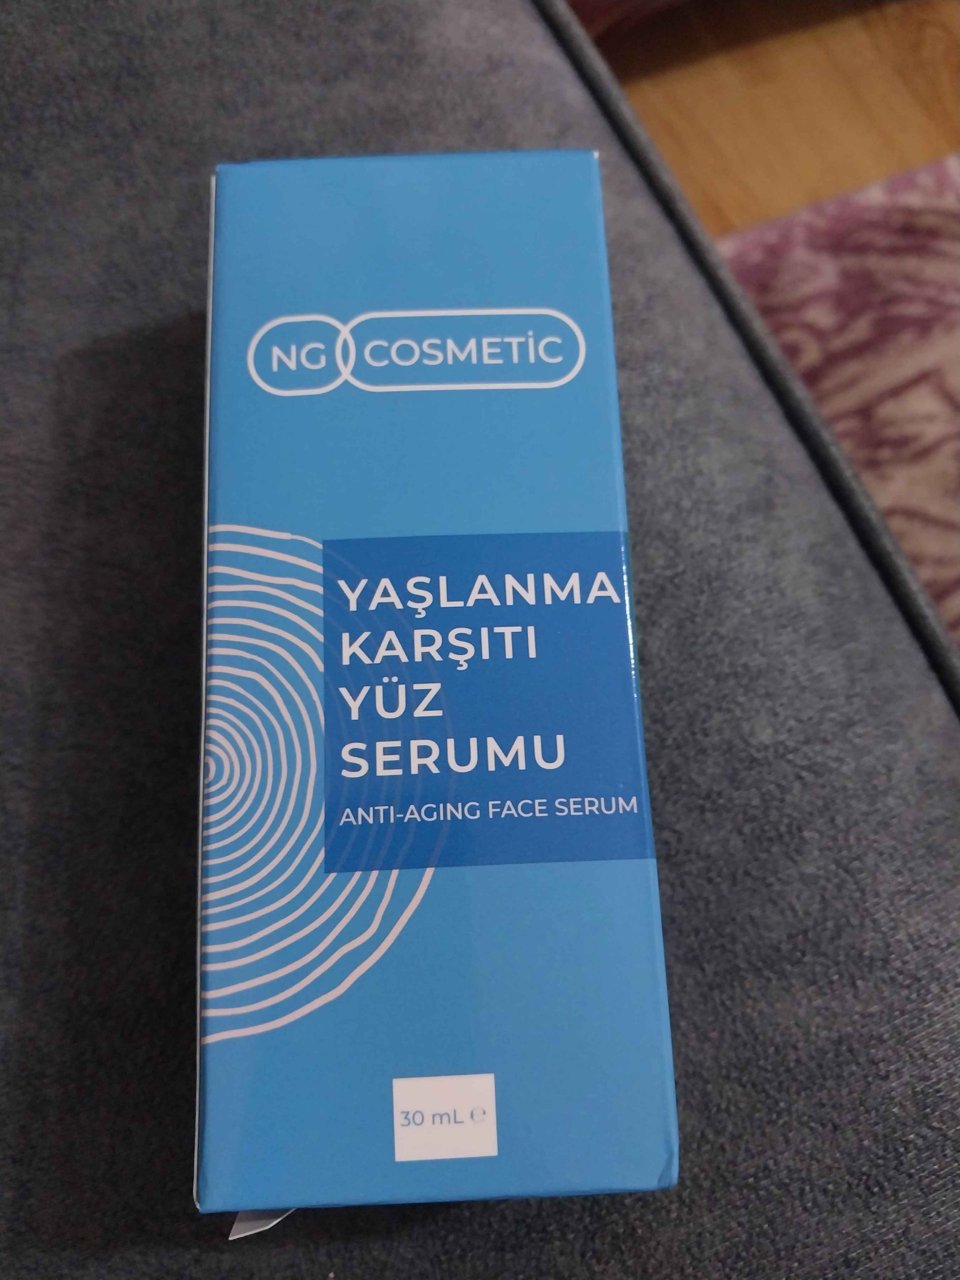 NG COSMETİC
YAŞLANMA
KARŞITI
YÜZ
SERUMU
ANTI-AGING FACE SERUM
30 mL ℮